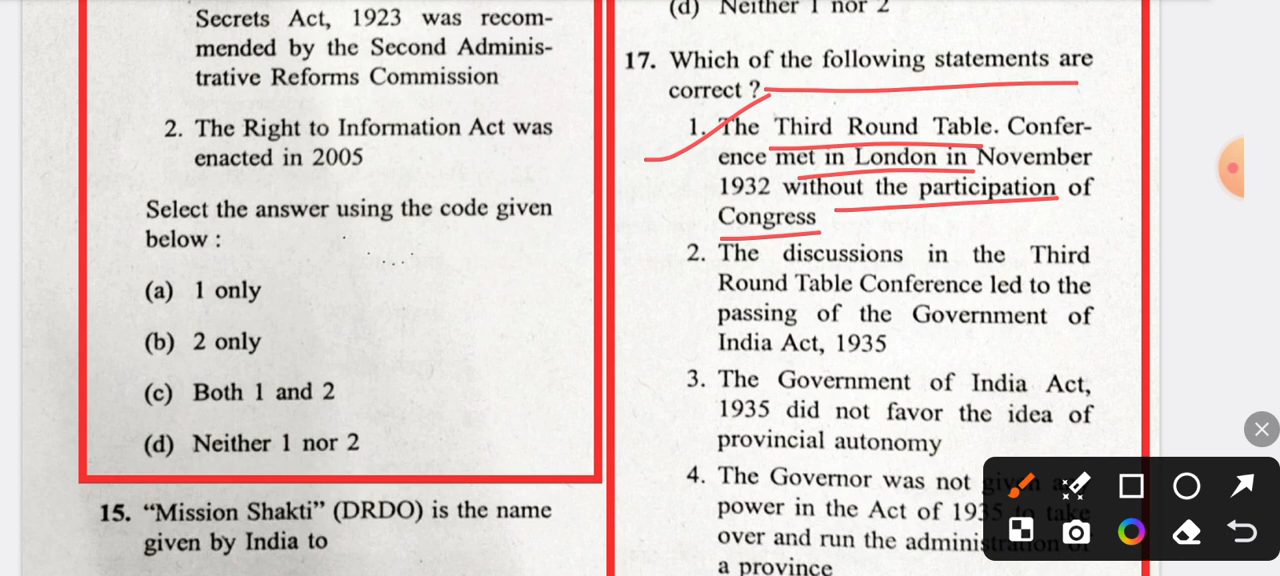 Secrets Act, 1923 was recom-
mended by the Second Adminis-
trative Reforms Commission
2. The Right to Information Act was
enacted in 2005
Select the answer using the code given
below :
(a) 1 only
(b) 2 only
(c) Both 1 and 2
(d) Neither 1 nor 2
15. “Mission Shakti” (DRDO) is the name
given by India to
(d) Neither 1 nor 2
17. Which of the following statements are
correct ?
1. The Third Round Table. Confer-
ence met in London in November
1932 without the participation of
Congress
2. The discussions in the Third
Round Table Conference led to the
passing of the Government of
India Act, 1935
3. The Government of India Act,
1935 did not favor the idea of
provincial autonomy
4. The Governor was not given
power in the Act of 1935 to take
over and run the administration of
a province